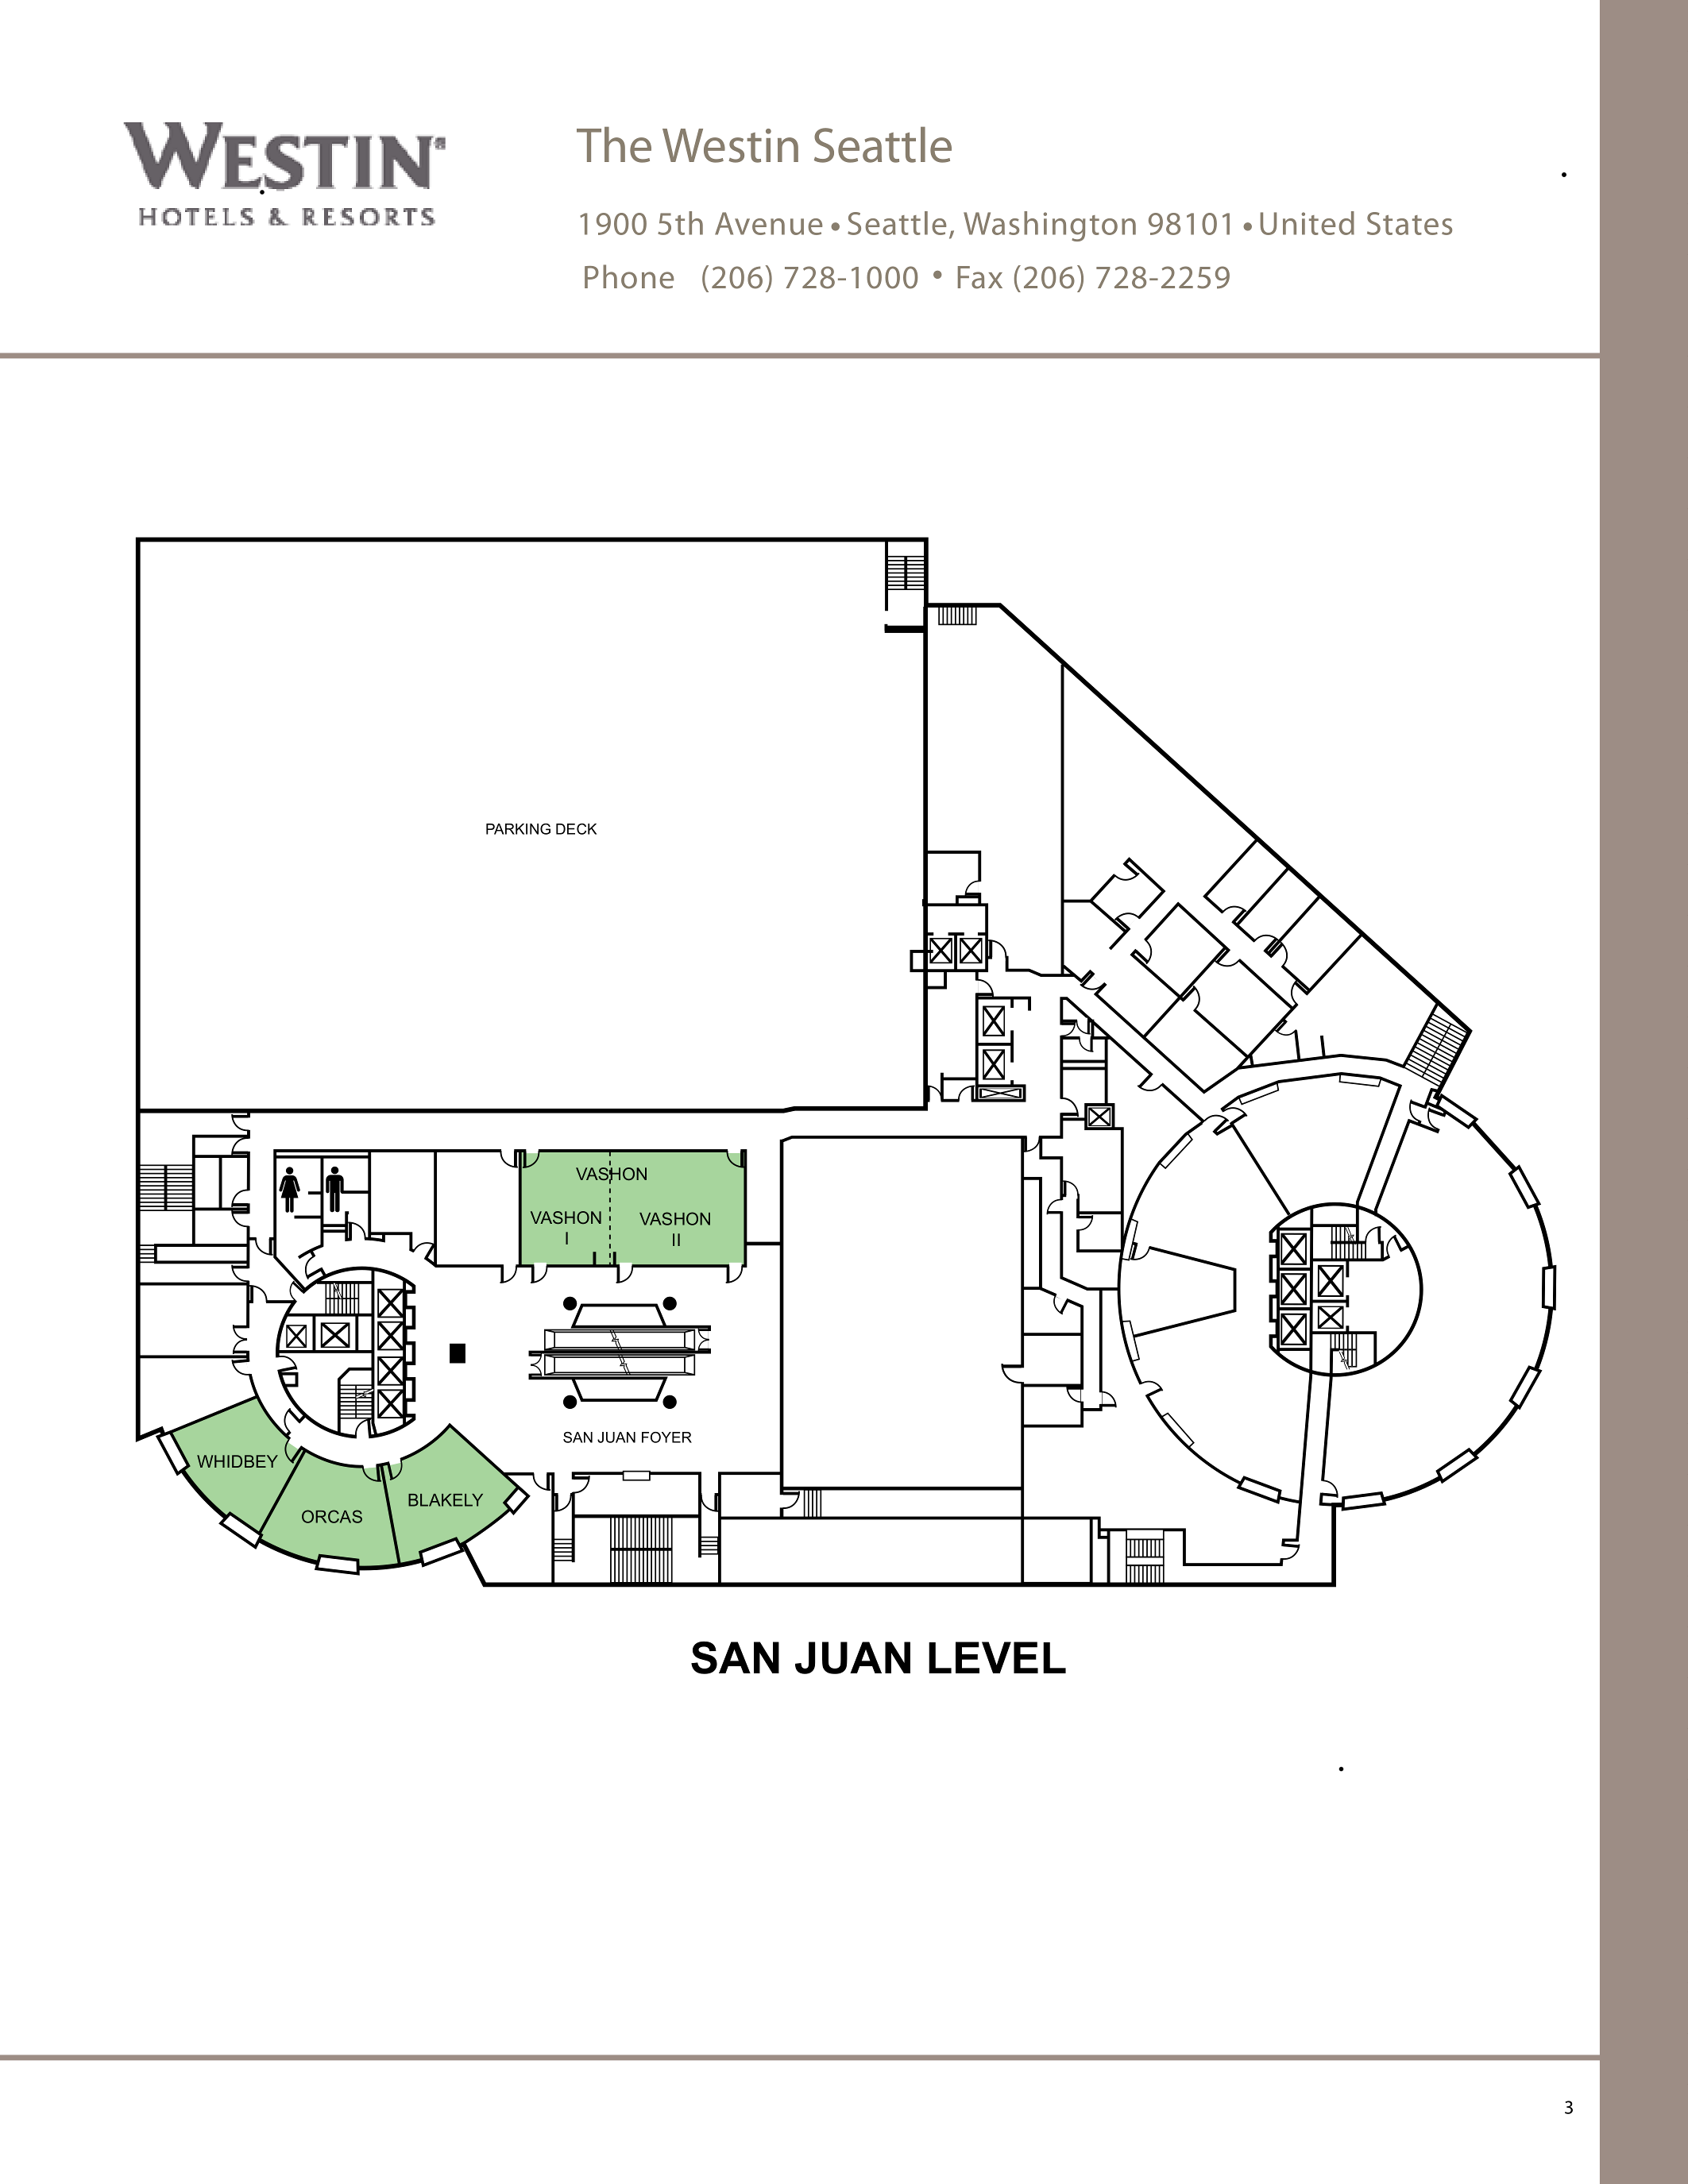 WESTIN®
HOTELS & RESORTS
The Westin Seattle
1900 5th Avenue • Seattle, Washington 98101 • United States
Phone (206) 728-1000 • Fax (206) 728-2259
PARKING DECK
VASHON
VASHON
I
VASHON
II
SAN JUAN FOYER
WHIDBEY
ORCAS
BLAKELY
SAN JUAN LEVEL
3